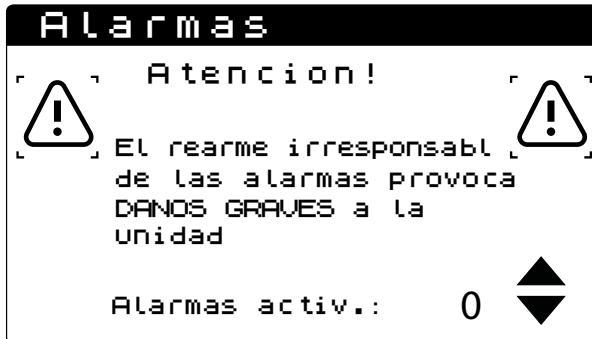 Alarmas
Atencion!
El rearme irresponsabl
de las alarmas provoca
DANOS GRAVES a la
unidad
Alarmas activ.: 0